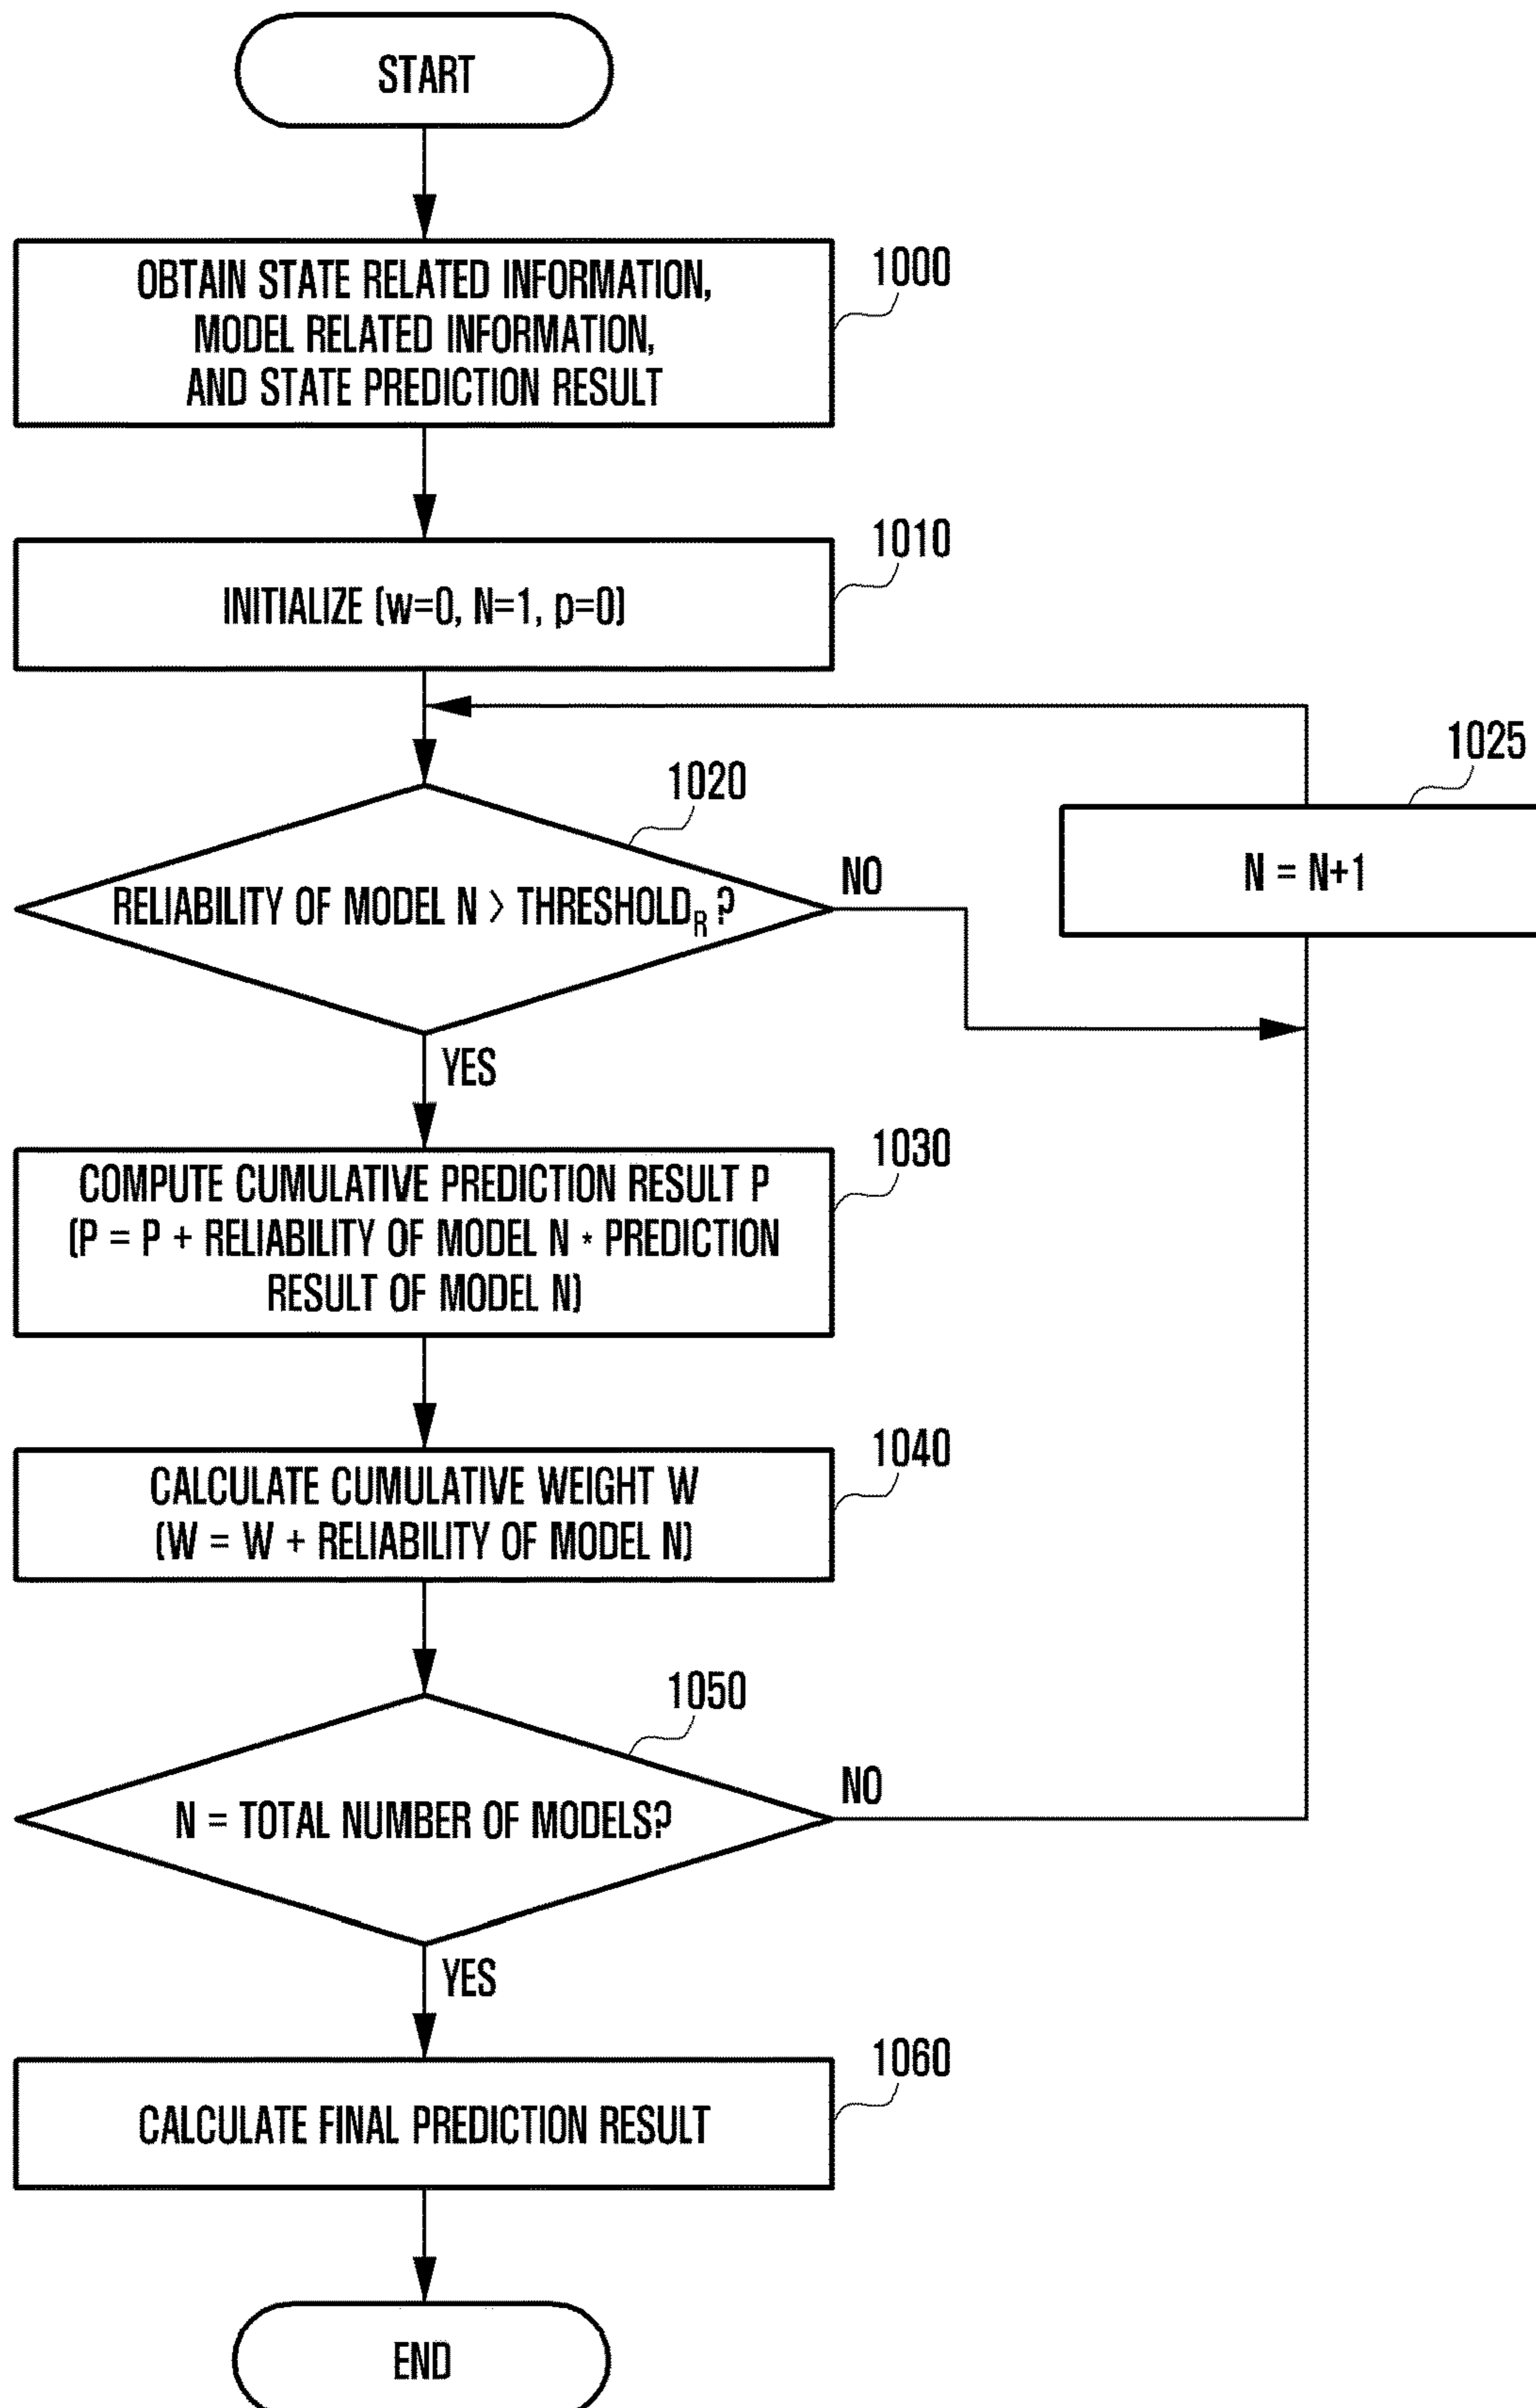 START
OBTAIN STATE RELATED INFORMATION,
MODEL RELATED INFORMATION,
AND STATE PREDICTION RESULT
1000
INITIALIZE (w=0, N=1, p=0)
1010
1020
RELIABILITY OF MODEL N > THRESHOLD_R ?
NO
YES
1025
N = N+1
COMPUTE CUMULATIVE PREDICTION RESULT P
(P = P + RELIABILITY OF MODEL N * PREDICTION
RESULT OF MODEL N)
1030
CALCULATE CUMULATIVE WEIGHT W
(W = W + RELIABILITY OF MODEL N)
1040
1050
N = TOTAL NUMBER OF MODELS?
NO
YES
CALCULATE FINAL PREDICTION RESULT
1060
END